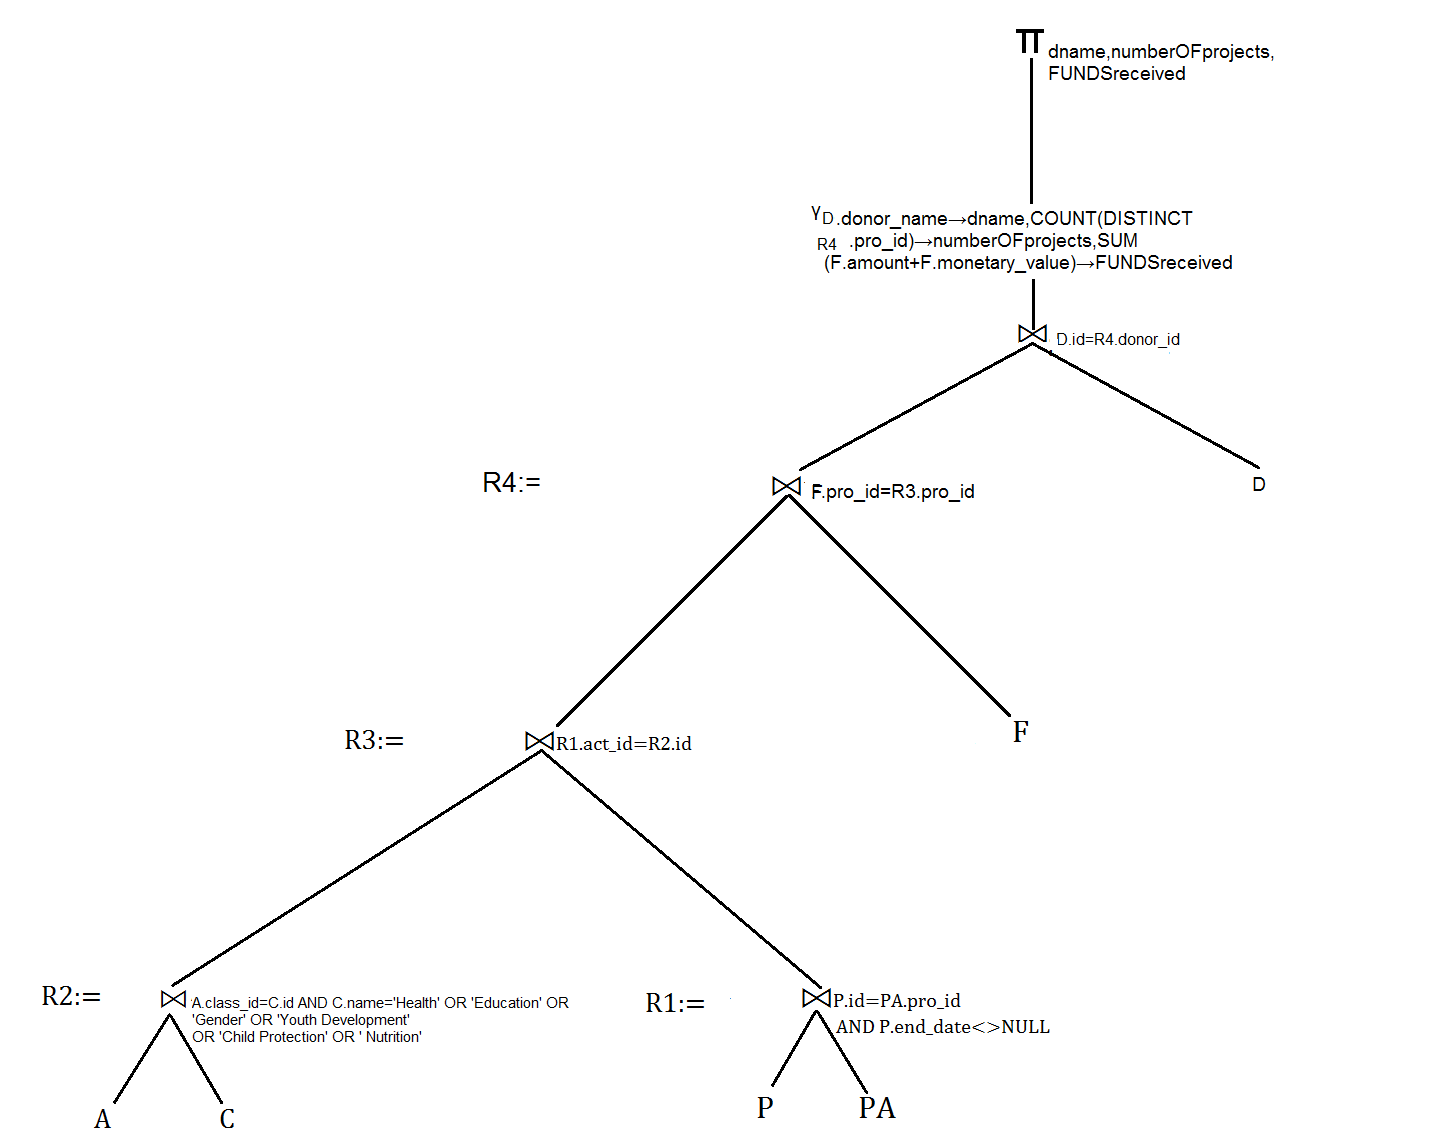 π dname,numberOFprojects,
FUNDSreceived
γD.donor_name→dname,COUNT(DISTINCT
R4 .pro_id)→numberOFprojects,SUM
(F.amount+F.monetary_value)→FUNDSreceived
⋈ D.id=R4.donor_id
R4:= ⋈ F.pro_id=R3.pro_id
D
F
R3:= ⋈R1.act_id=R2.id
R2:= ⋈ A.class_id=C.id AND C.name='Health' OR 'Education' OR
'Gender' OR 'Youth Development'
OR 'Child Protection' OR ' Nutrition'
R1:= ⋈P.id=PA.pro_id
AND P.end_date<>NULL
A C
P PA